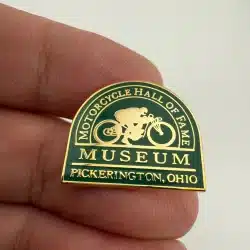 MOTORCYCLE HALL OF FAME
MUSEUM
PICKERINGTON, OHIO